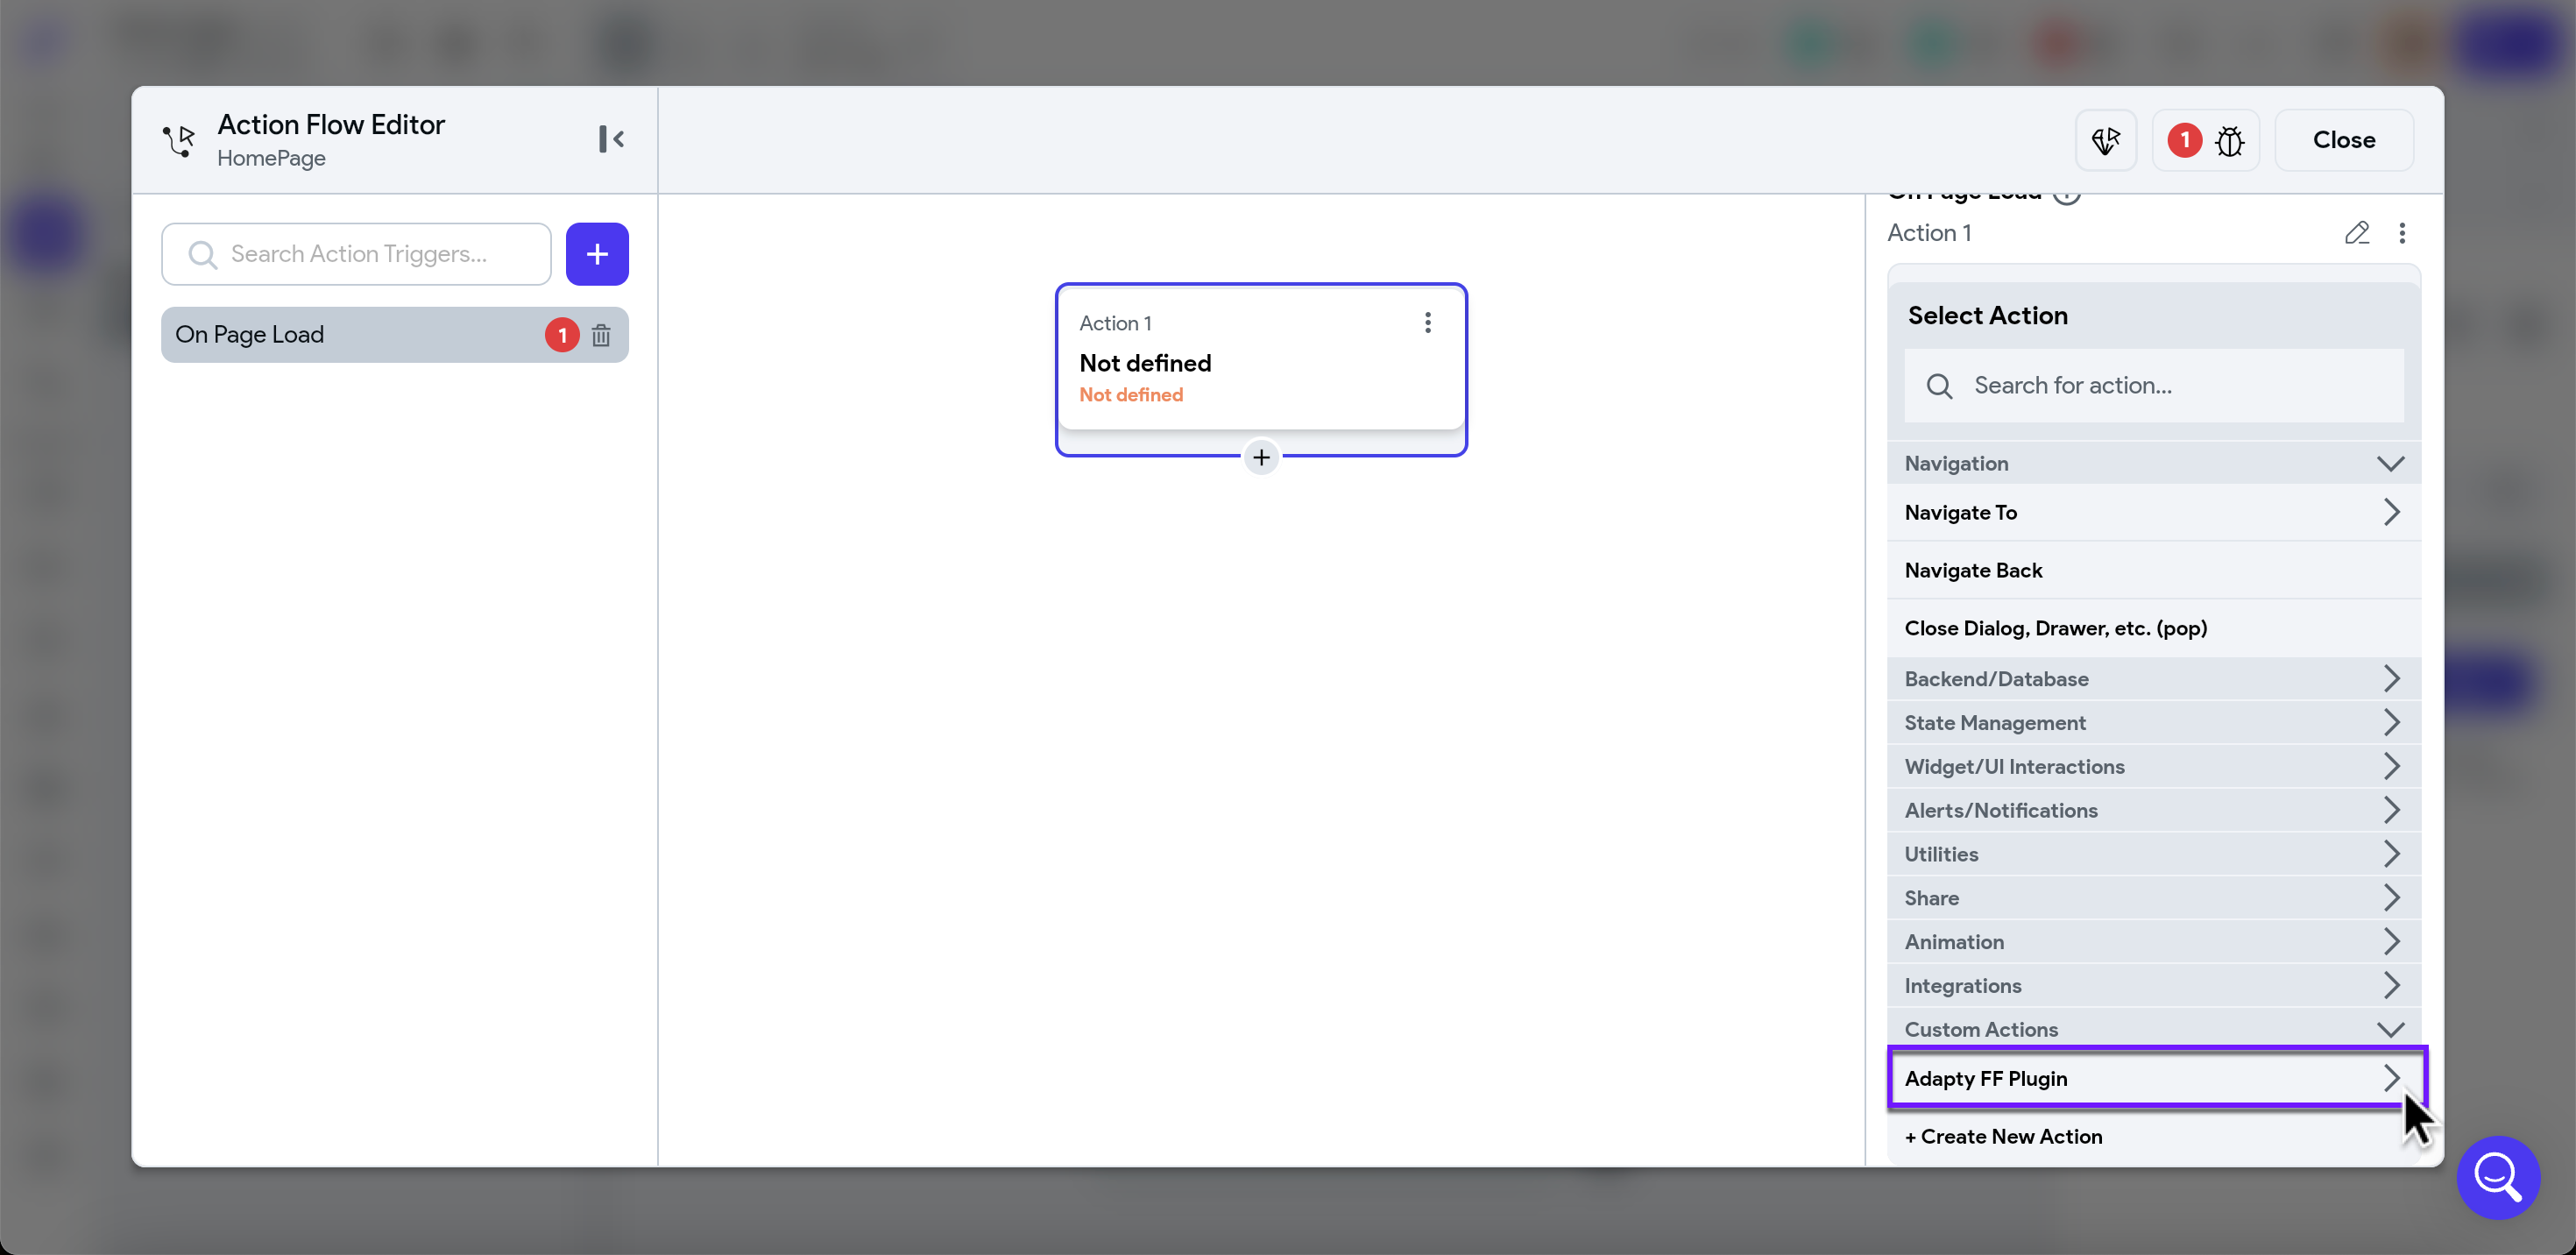 Action Flow Editor
HomePage
1
Close
Search Action Triggers...
+
On Page Load
1
Action 1
Not defined
Not defined
+
On Page Load
Action 1
Select Action
Search for action...
Navigation
Navigate To
Navigate Back
Close Dialog, Drawer, etc. (pop)
Backend/Database
State Management
Widget/UI Interactions
Alerts/Notifications
Utilities
Share
Animation
Integrations
Custom Actions
Adapty FF Plugin
+ Create New Action